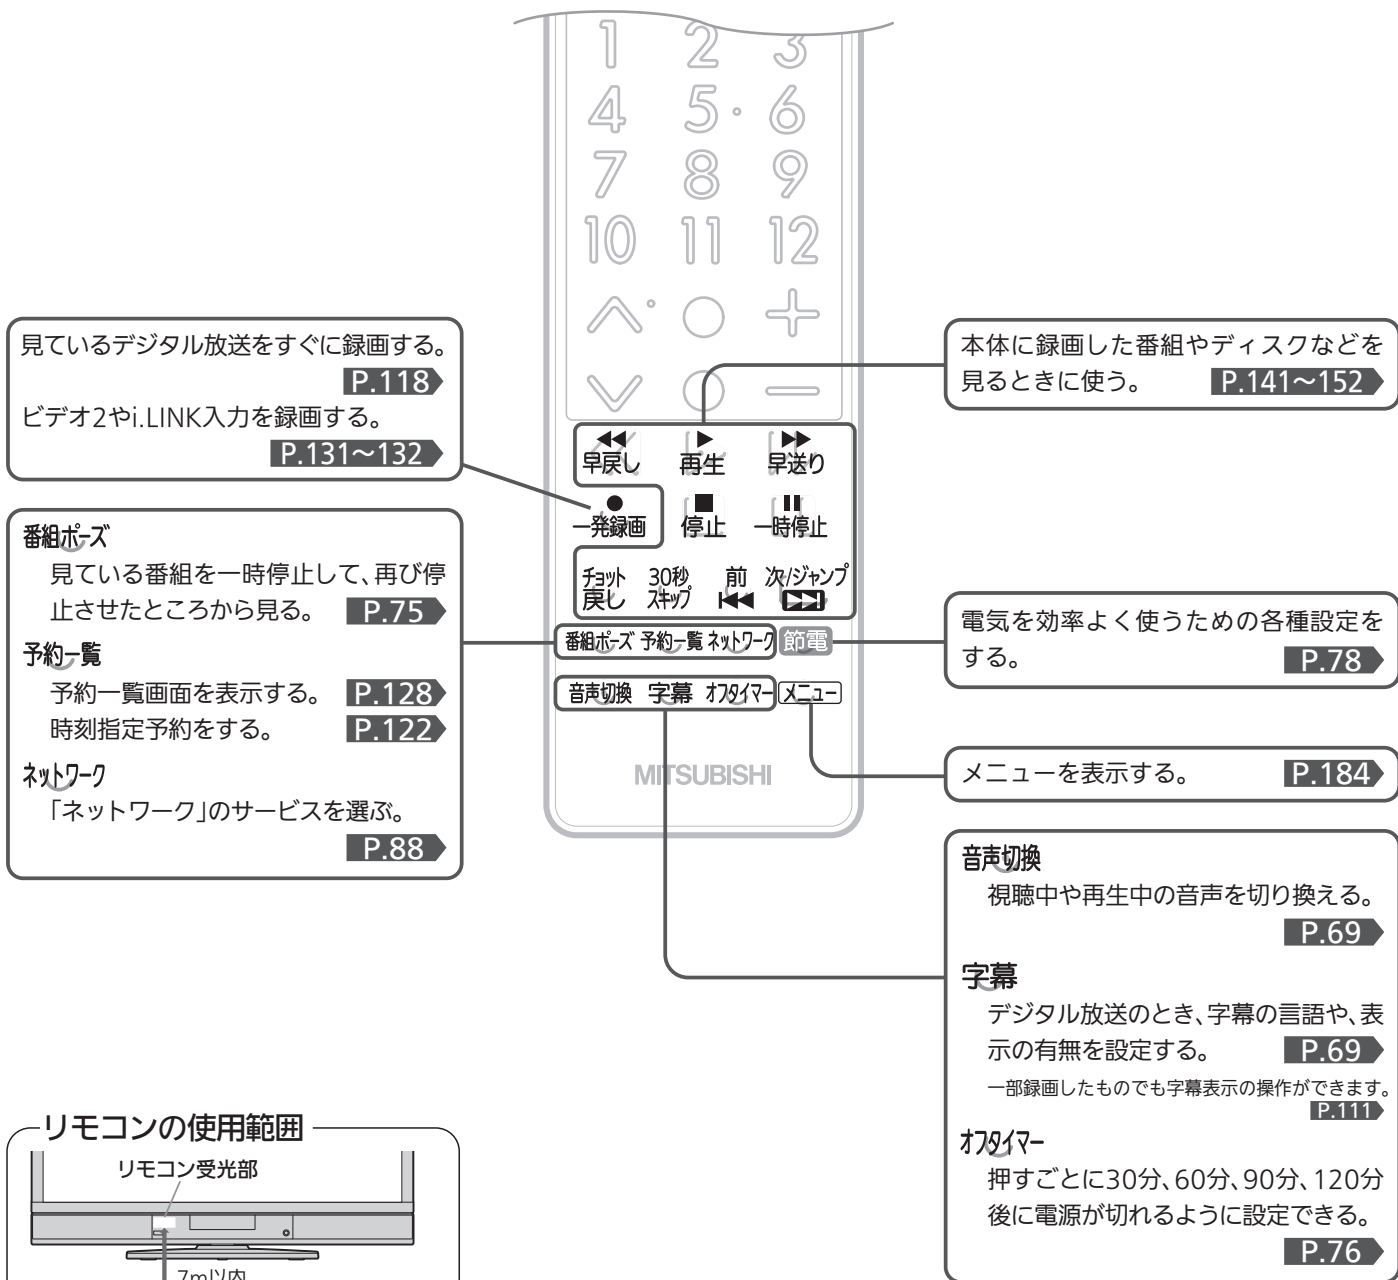 1 2 3
4 5 6
7 8 9
10 11 12
見ているデジタル放送をすぐに録画する。
P.118
ビデオ2やi.LINK入力を録画する。
P.131～132
番組ポーズ
見ている番組を一時停止して、再び停
止させたところから見る。 P.75
予約一覧
予約一覧画面を表示する。 P.128
時刻指定予約をする。 P.122
ネットワーク
「ネットワーク」のサービスを選ぶ。
P.88
早戻し 再生 早送り
一発録画 停止 一時停止
チョット 30秒 前 次/ジャンプ
戻し スキップ
番組ポーズ 予約一覧 ネットワーク 節電
音声切換 字幕 オフタイマー メニュー
MITSUBISHI
本体に録画した番組やディスクなどを
見るときに使う。 P.141～152
電気を効率よく使うための各種設定を
する。 P.78
メニューを表示する。 P.184
音声切換
視聴中や再生中の音声を切り換える。
P.69
字幕
デジタル放送のとき、字幕の言語や、表
示の有無を設定する。 P.69
一部録画したものでも字幕表示の操作ができます。
P.111
オフタイマー
押すごとに30分、60分、90分、120分
後に電源が切れるように設定できる。
P.76
リモコンの使用範囲
リモコン受光部
7m以内